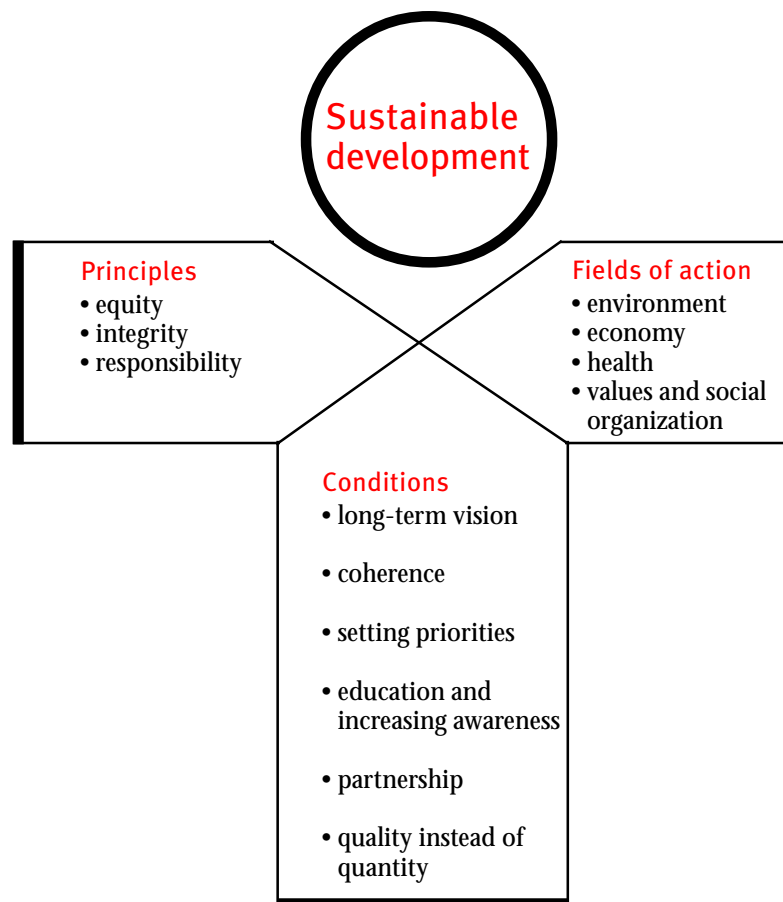 Sustainable
development
Principles
• equity
• integrity
• responsibility
Fields of action
• environment
• economy
• health
• values and social
organization
Conditions
• long-term vision
• coherence
• setting priorities
• education and
increasing awareness
• partnership
• quality instead of
quantity